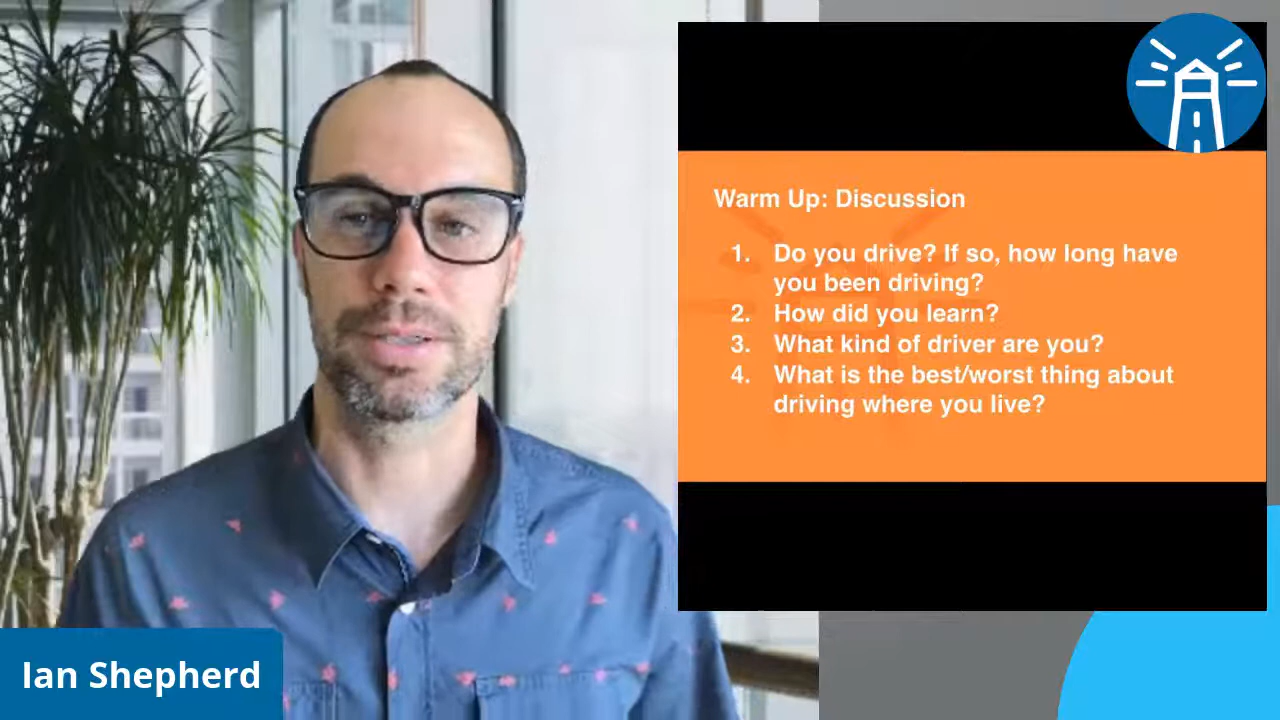 Warm Up: Discussion
1. Do you drive? If so, how long have
you been driving?
2. How did you learn?
3. What kind of driver are you?
4. What is the best/worst thing about
driving where you live?
Ian Shepherd